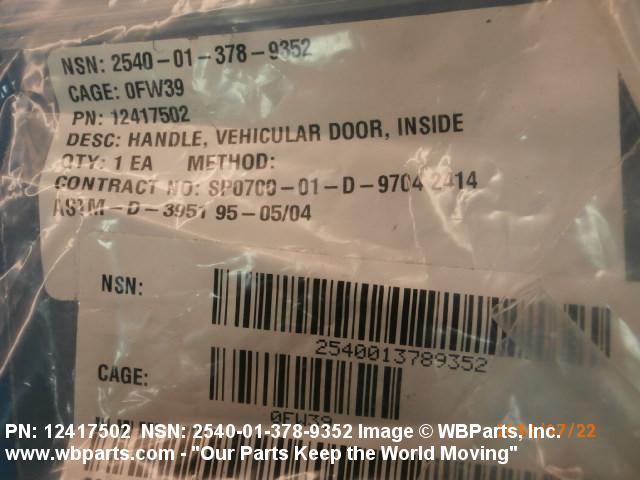 NSN: 2540-01-378-9352
CAGE: 0FW39
PN: 12417502
DESC: HANDLE, VEHICULAR DOOR, INSIDE
QTY: 1 EA METHOD:
CONTRACT NO: SP0700-01-D-9704 2414
ASTM-D-3951 95-05/04
NSN:
2540013789352
CAGE:
0FW39
PN: 12417502 NSN: 2540-01-378-9352 Image © WBParts, Inc.
www.wbparts.com - "Our Parts Keep the World Moving"